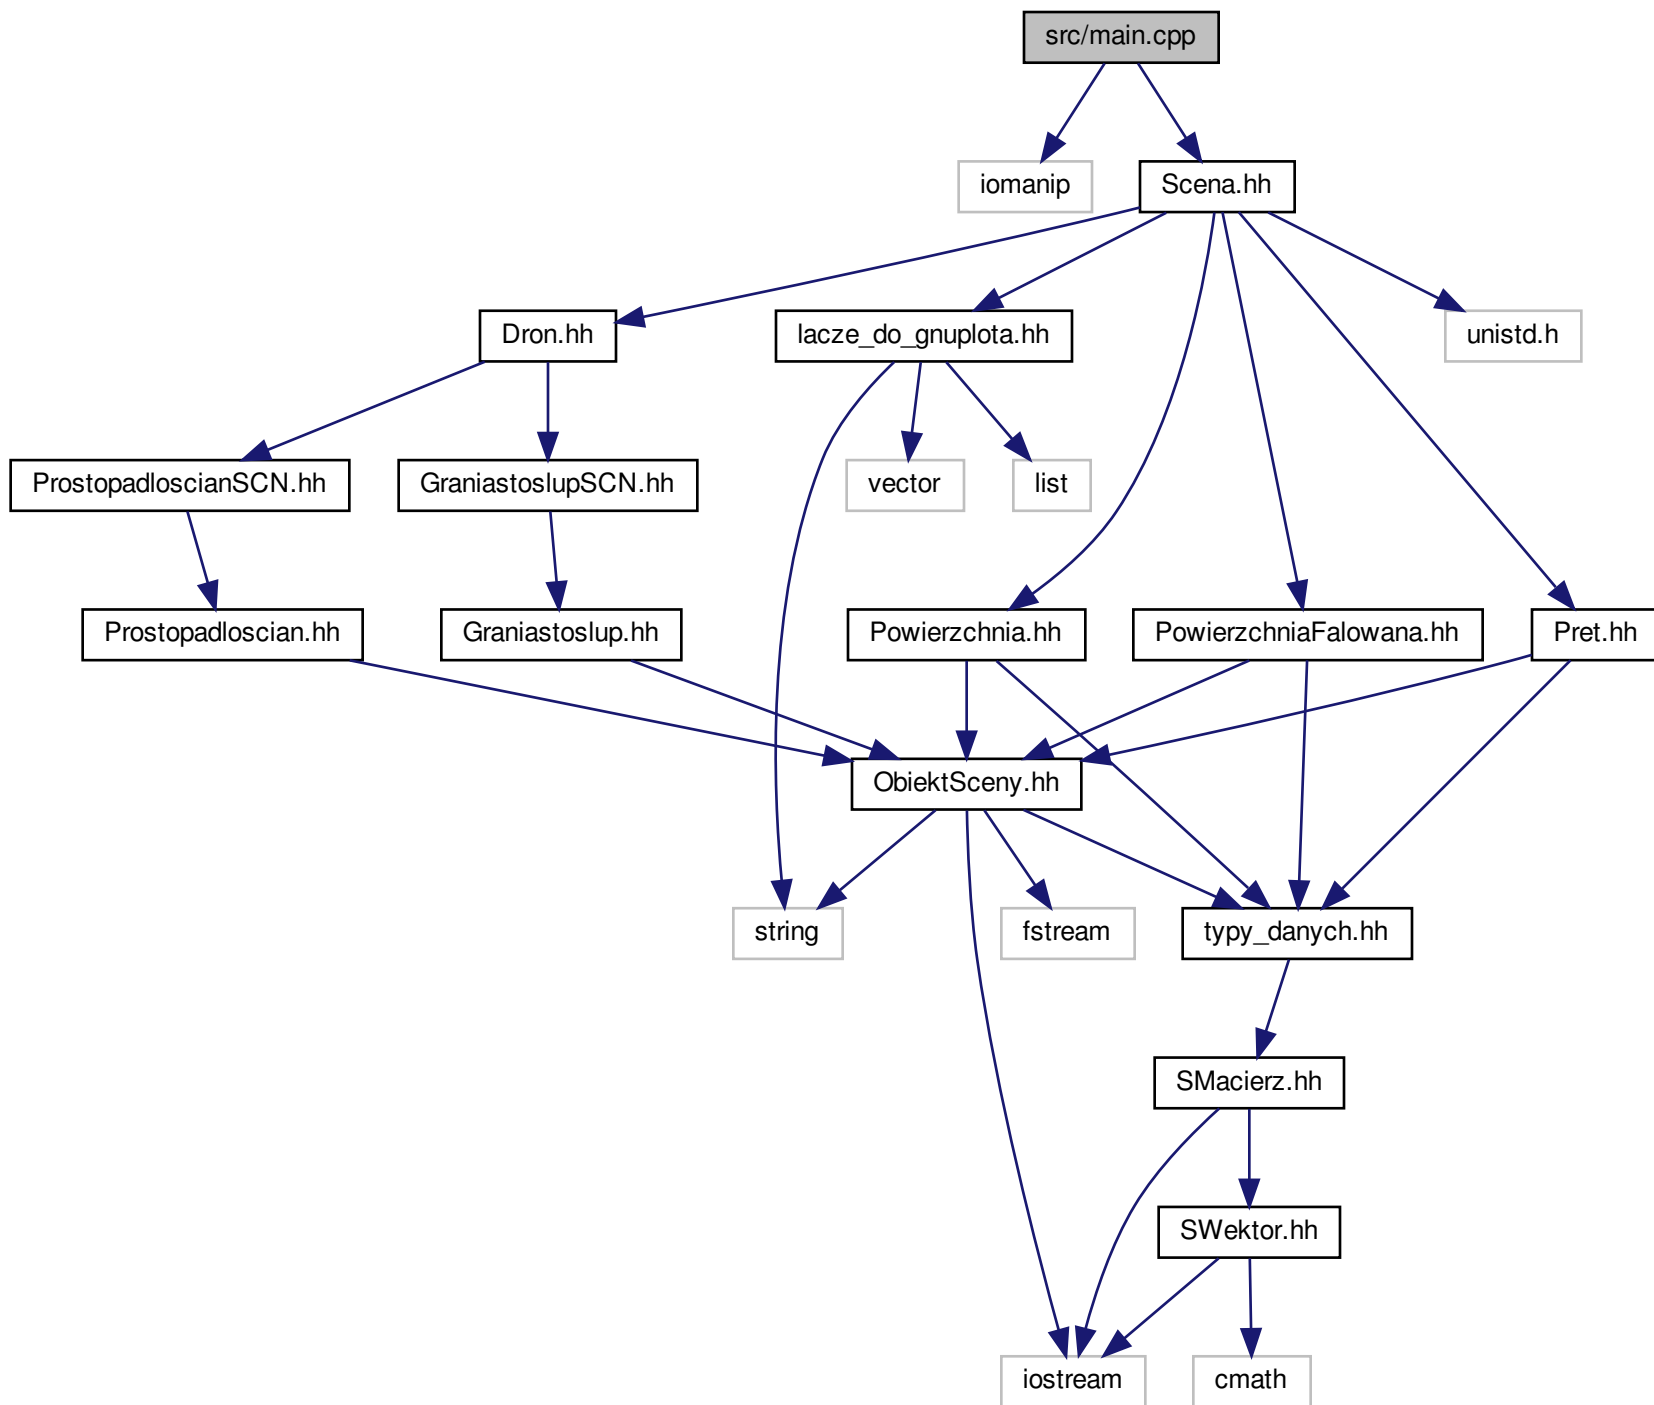 src/main.cpp
iomanip
Scena.hh
Dron.hh
lacze_do_gnuplota.hh
unistd.h
ProstopadloscianSCN.hh
GraniastoslupSCN.hh
vector
list
Prostopadloscian.hh
Graniastoslup.hh
Powierzchnia.hh
PowierzchniaFalowana.hh
Pret.hh
ObiektSceny.hh
string
fstream
typy_danych.hh
SMacierz.hh
SWektor.hh
iostream
cmath